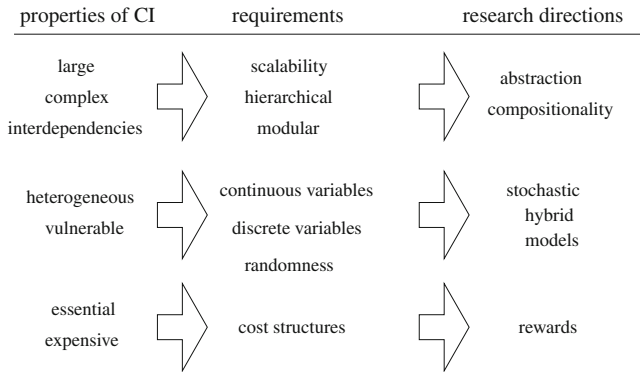 properties of CI requirements research directions
large scalability abstraction
complex hierarchical compositionality
interdependencies modular
heterogeneous continuous variables stochastic
vulnerable discrete variables hybrid
randomness models
essential cost structures rewards
expensive